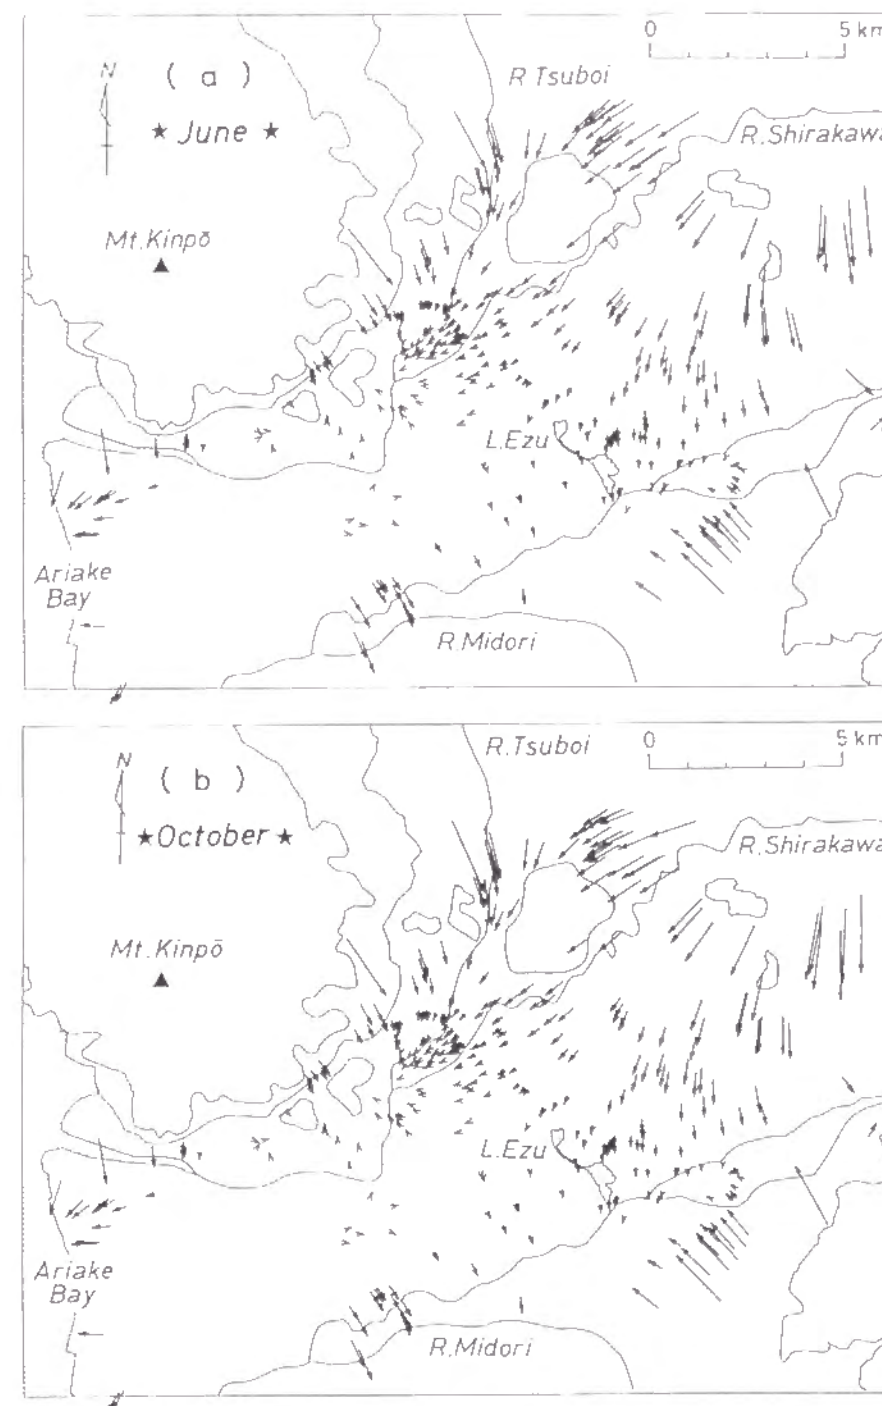 0 5 km
N
( a )
R.Tsuboi
★ June ★
R.Shirakawa
Mt.Kinpō
L.Ezu
Ariake
Bay
R.Midori
R.Tsuboi
0 5 km
N
( b )
★October★
R.Shirakawa
Mt.Kinpō
L.Ezu
Ariake
Bay
R.Midori